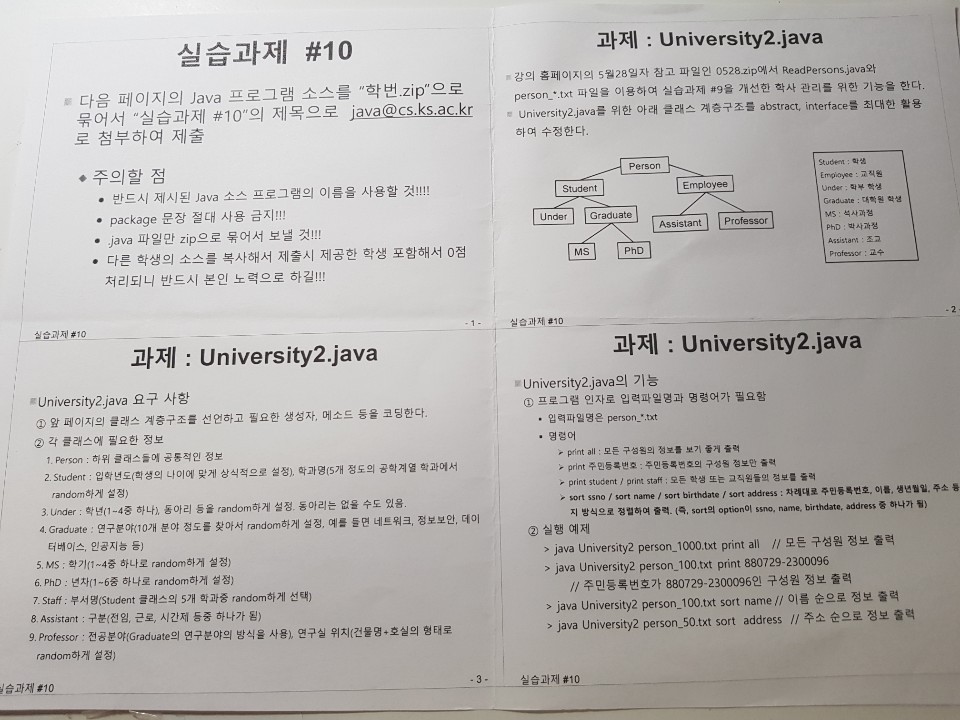 실습과제 #10
다음 페이지의 Java 프로그램 소스를 “학번.zip”으로
묶어서 “실습과제 #10”의 제목으로 java@cs.ks.ac.kr
로 첨부하여 제출
주의할 점
반드시 제시된 Java 소스 프로그램의 이름을 사용할 것!!!!
package 문장 절대 사용 금지!!!
.java 파일만 zip으로 묶어서 보낼 것!!!
다른 학생의 소스를 복사해서 제출시 제공한 학생 포함해서 0점
처리되니 반드시 본인 노력으로 하길!!!
실습과제 #10
- 1 -
과제 : University2.java
강의 홈페이지의 5월28일자 참고 파일인 0528.zip에서 ReadPersons.java와
person_*.txt 파일을 이용하여 실습과제 #9을 개선한 학사 관리를 위한 기능을 한다.
University2.java를 위한 아래 클래스 계층구조를 abstract, interface를 최대한 활용
하여 수정한다.
Person
Student
Employee
Under
Graduate
Assistant
Professor
MS
PhD
Student : 학생
Employee : 교직원
Under : 학부 학생
Graduate : 대학원 학생
MS : 석사과정
PhD : 박사과정
Assistant : 조교
Professor : 교수
실습과제 #10
- 2
과제 : University2.java
University2.java 요구 사항
① 앞 페이지의 클래스 계층구조를 선언하고 필요한 생성자, 메소드 등을 코딩한다.
② 각 클래스에 필요한 정보
1. Person : 하위 클래스들에 공통적인 정보
2. Student : 입학년도(학생의 나이에 맞게 상식적으로 설정), 학과명(5개 정도의 공학계열 학과에서
random하게 설정)
3. Under : 학년(1~4중 하나), 동아리 등을 random하게 설정. 동아리는 없을 수도 있음.
4. Graduate : 연구분야(10개 분야 정도를 찾아서 random하게 설정, 예를 들면 네트워크, 정보보안, 데이
터베이스, 인공지능 등)
5. MS : 학기(1~4중 하나로 random하게 설정)
6. PhD : 년차(1~6중 하나로 random하게 설정)
7. Staff : 부서명(Student 클래스의 5개 학과중 random하게 선택)
8. Assistant : 구분(전임, 근로, 시간제 등중 하나가 됨)
9. Professor : 전공분야(Graduate의 연구분야의 방식을 사용), 연구실 위치(건물명+호실의 형태로
random하게 설정)
실습과제 #10
- 3 -
과제 : University2.java
University2.java의 기능
① 프로그램 인자로 입력파일명과 명령어가 필요함
• 입력파일명은 person_*.txt
• 명령어
➢ print all : 모든 구성원의 정보를 보기 좋게 출력
➢ print 주민등록번호 : 주민등록번호의 구성원 정보만 출력
➢ print student / print staff : 모든 학생 또는 교직원들의 정보를 출력
➢ sort ssno / sort name / sort birthdate / sort address : 차례대로 주민등록번호, 이름, 생년월일, 주소 등
지 방식으로 정렬하여 출력. (즉, sort의 option이 ssno, name, birthdate, address 중 하나가 됨)
② 실행 예제
> java University2 person_1000.txt print all // 모든 구성원 정보 출력
> java University2 person_100.txt print 880729-2300096
// 주민등록번호가 880729-2300096인 구성원 정보 출력
> java University2 person_100.txt sort name // 이름 순으로 정보 출력
> java University2 person_50.txt sort address // 주소 순으로 정보 출력
실습과제 #10